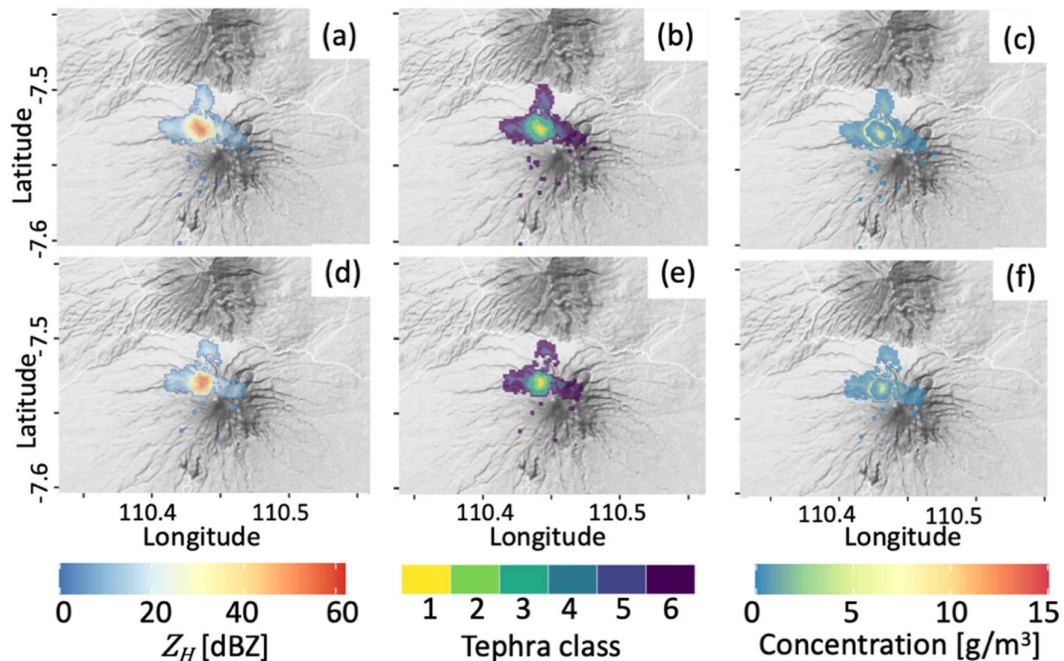 (a) (b) (c)
-7.5
Latitude
-7.6
(d) (e) (f)
-7.5
Latitude
-7.6
110.4 110.5 110.4 110.5 110.4 110.5
Longitude Longitude Longitude
0 20 40 60 1 2 3 4 5 6 0 5 10 15
Z_H [dBZ] Tephra class Concentration [g/m³]